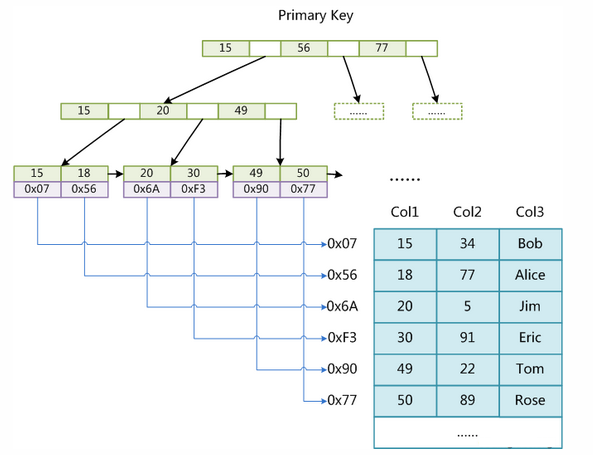 Primary Key
15 56 77
15 20 49
...... ......
15 18 20 30 49 50
0x07 0x56 0x6A 0xF3 0x90 0x77
......
Col1 Col2 Col3
0x07 15 34 Bob
0x56 18 77 Alice
0x6A 20 5 Jim
0xF3 30 91 Eric
0x90 49 22 Tom
0x77 50 89 Rose
......